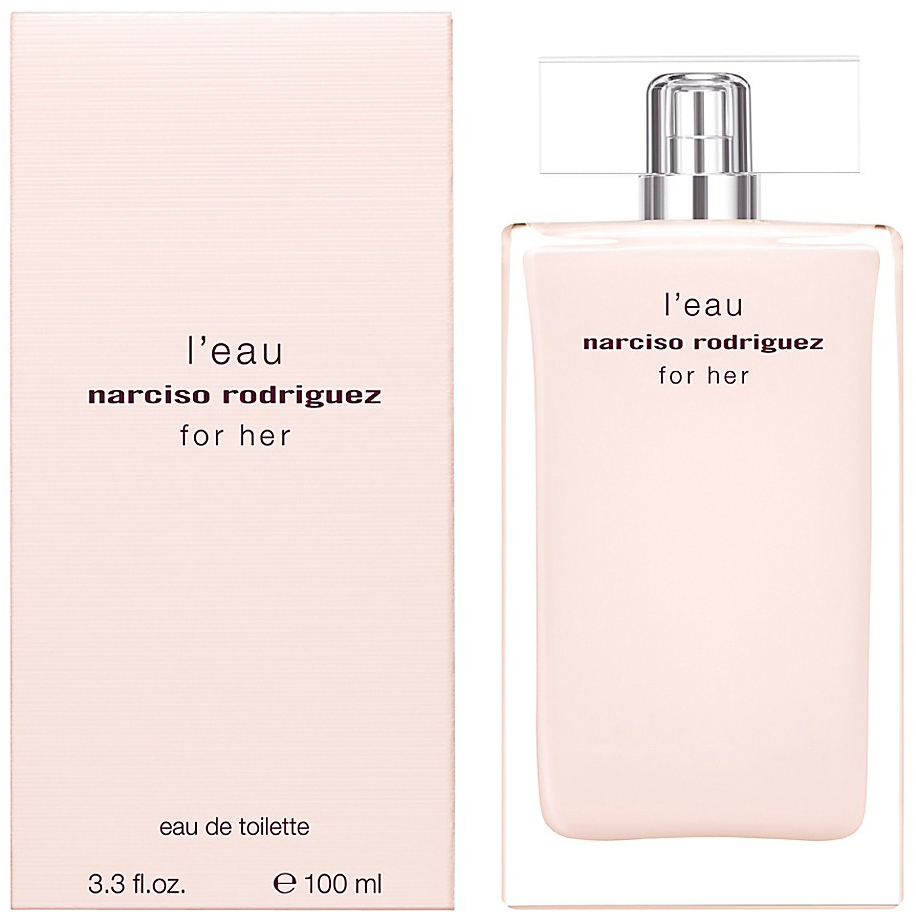 l'eau
narciso rodriguez
for her
eau de toilette
3.3 fl.oz. ℮ 100 ml
l'eau
narciso rodriguez
for her